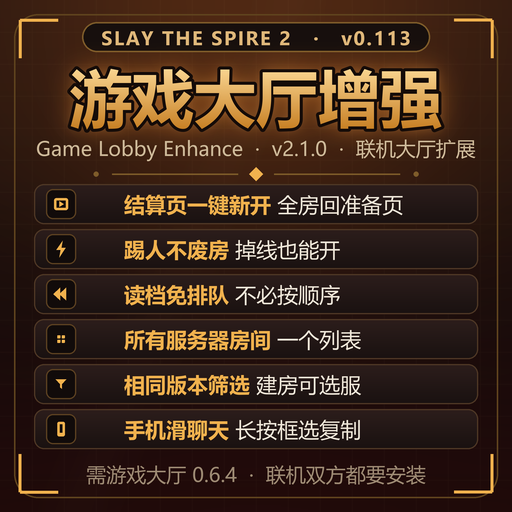 SLAY THE SPIRE 2 · v0.113
游戏大厅增强
Game Lobby Enhance · v2.1.0 · 联机大厅扩展
结算页一键新开 全房回准备页
踢人不废房 掉线也能开
读档免排队 不必按顺序
所有服务器房间 一个列表
相同版本筛选 建房可选服
手机滑聊天 长按框选复制
需游戏大厅 0.6.4 · 联机双方都要安装